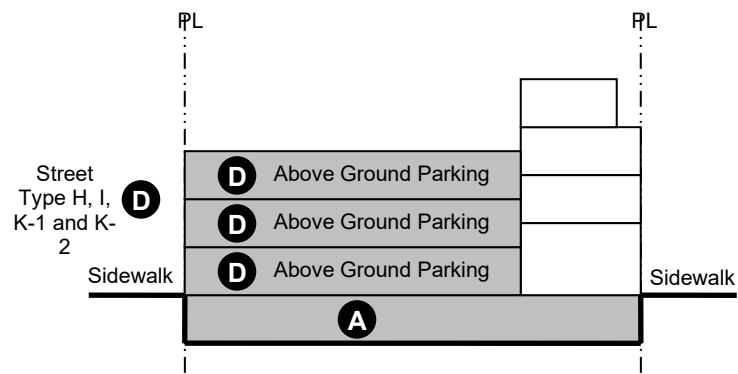 PL PL
D Above Ground Parking
Street
Type H, I,
K-1 and K-
2
D
D Above Ground Parking
D Above Ground Parking
Sidewalk
Sidewalk
A